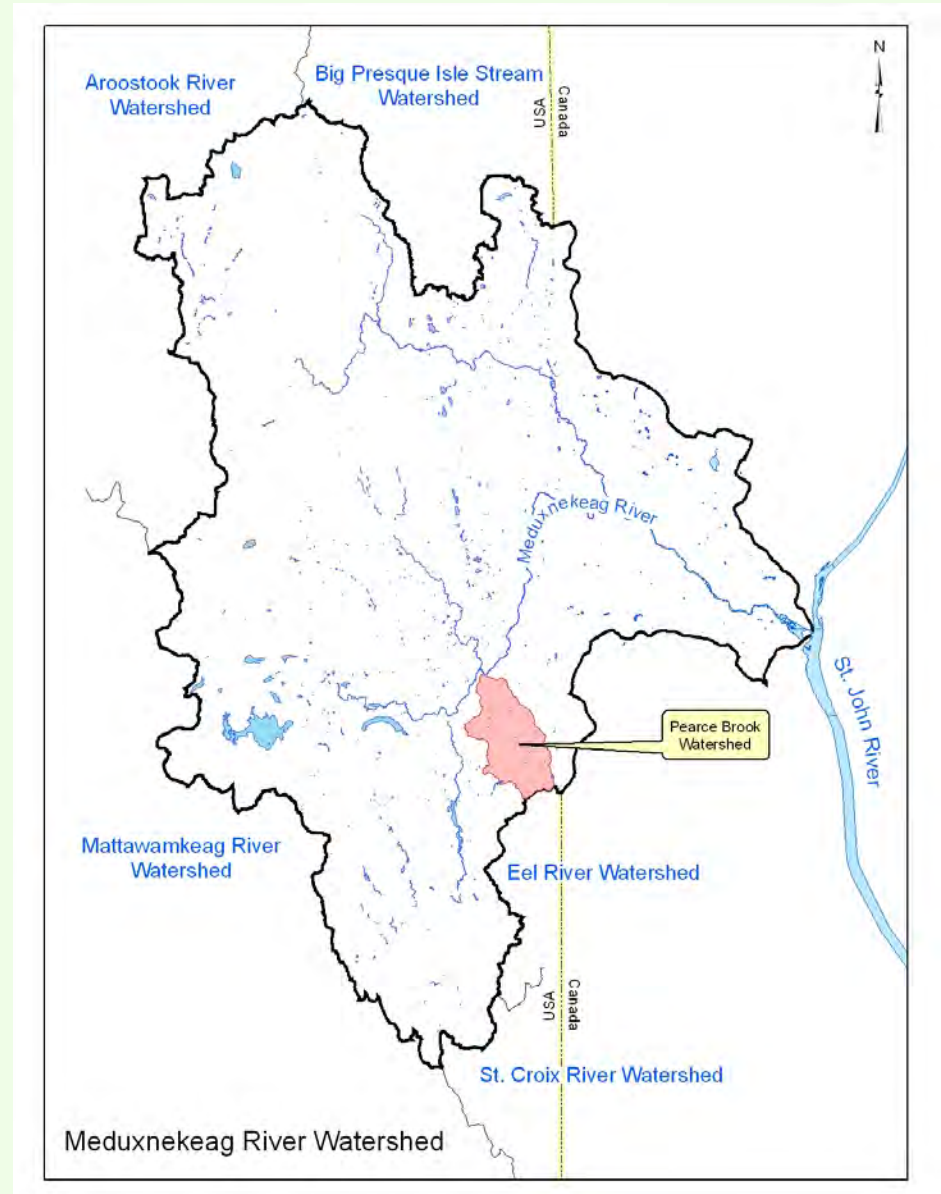 N
Aroostook River
Watershed
Big Presque Isle Stream
Watershed
USA
Canada
Meduxnekeag River
St. John River
Pearce Brook
Watershed
Mattawamkeag River
Watershed
Eel River Watershed
USA
Canada
St. Croix River Watershed
Meduxnekeag River Watershed